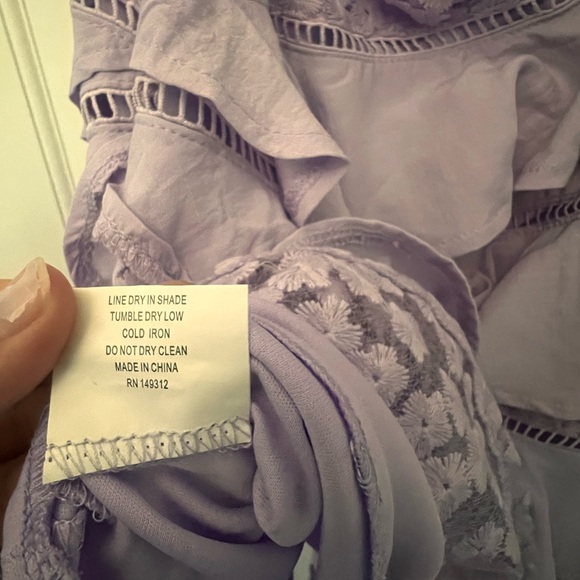 LINE DRY IN SHADE
TUMBLE DRY LOW
COLD IRON
DO NOT DRY CLEAN
MADE IN CHINA
RN 149312